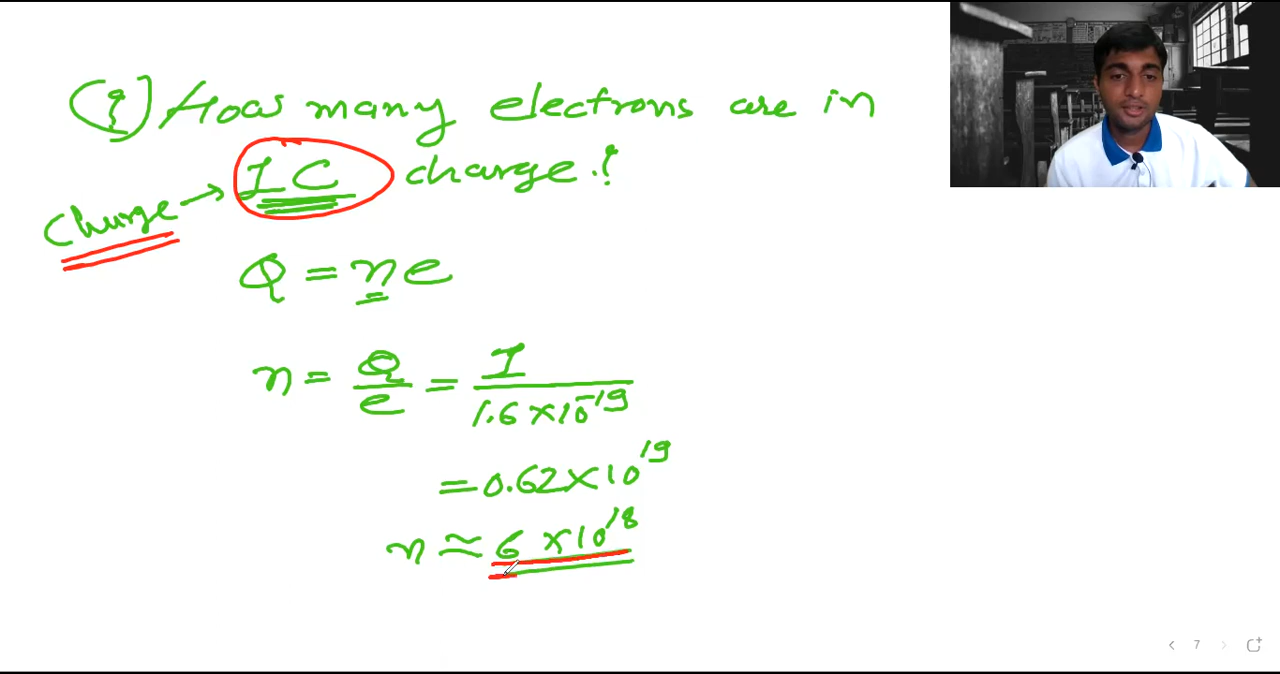 (Q) How many electrons are in
1 C charge ?
Charge →
Q = ne
n = Q/e = 1/1.6×10⁻¹⁹
= 0.62×10¹⁹
n ≈ 6 ×10¹⁸
7